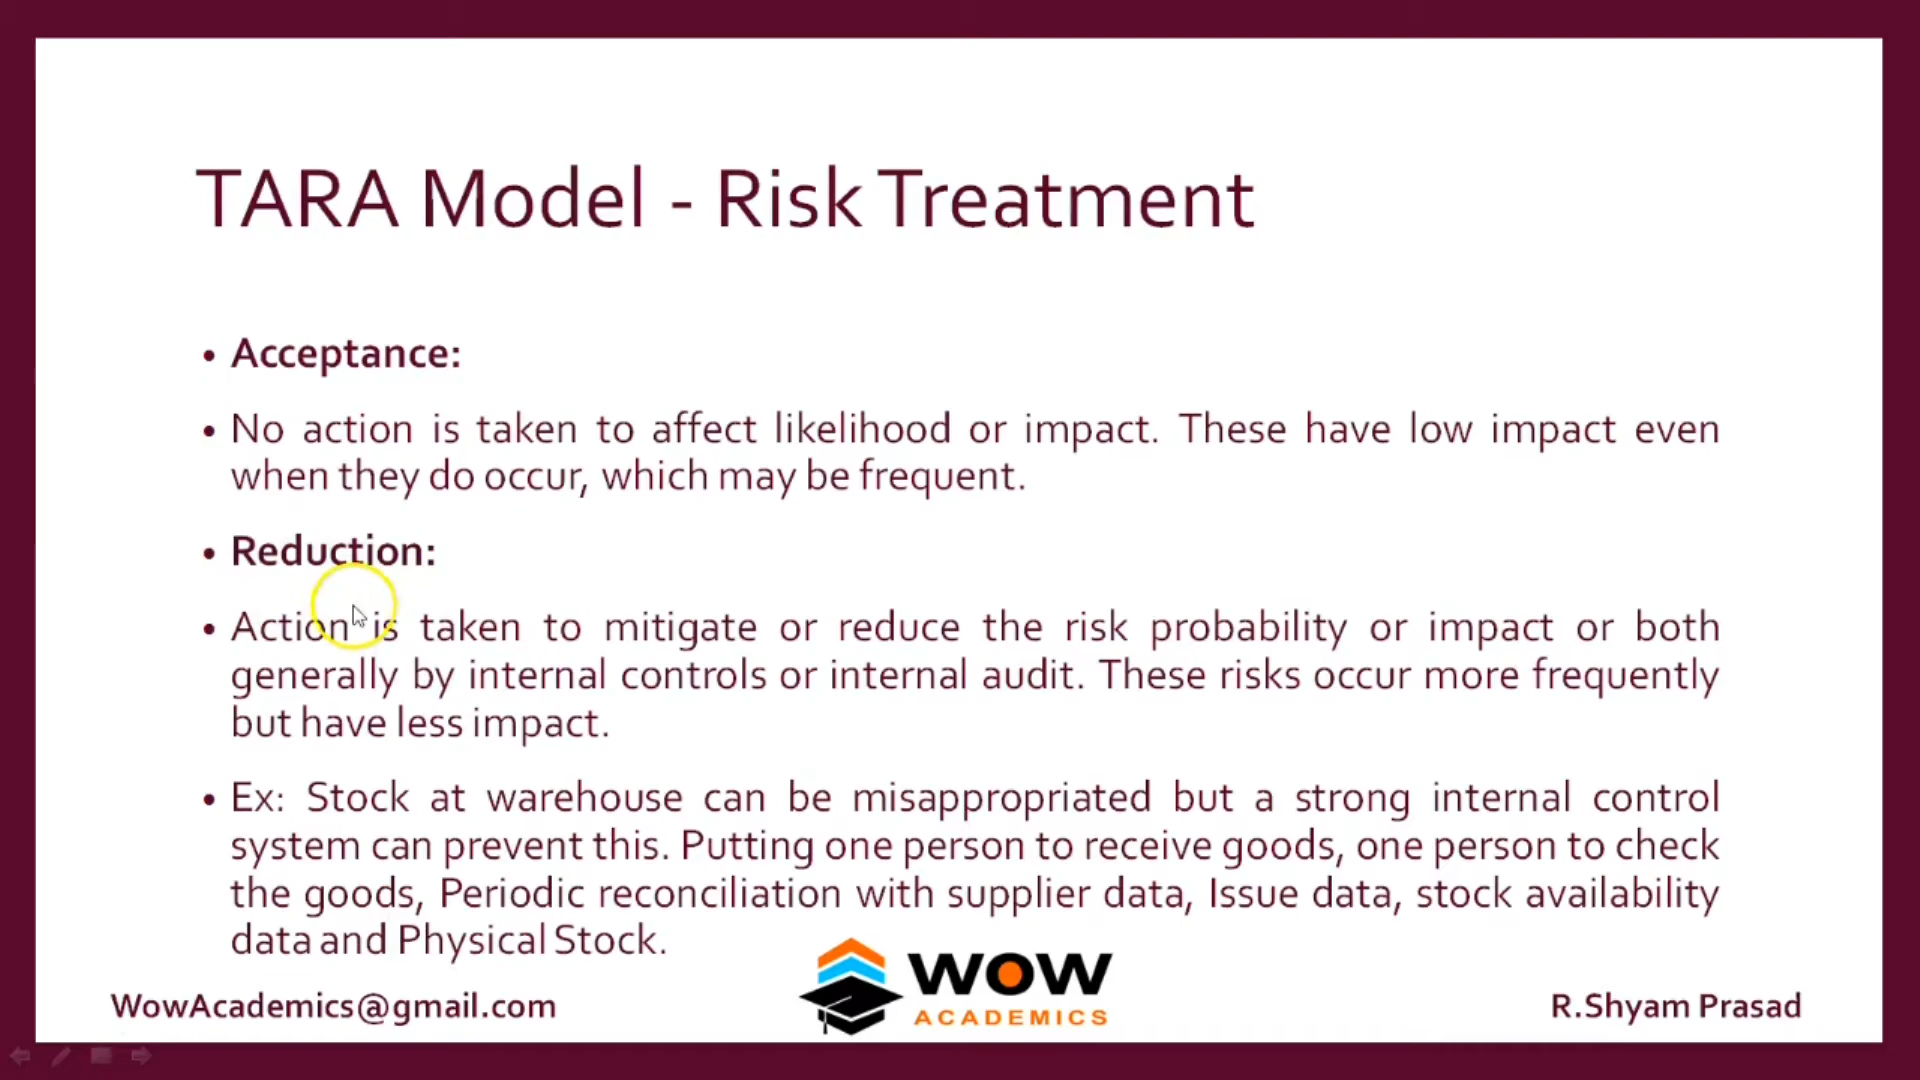 TARA Model - Risk Treatment
• Acceptance:
• No action is taken to affect likelihood or impact. These have low impact even
when they do occur, which may be frequent.
• Reduction:
• Action is taken to mitigate or reduce the risk probability or impact or both
generally by internal controls or internal audit. These risks occur more frequently
but have less impact.
• Ex: Stock at warehouse can be misappropriated but a strong internal control
system can prevent this. Putting one person to receive goods, one person to check
the goods, Periodic reconciliation with supplier data, Issue data, stock availability
data and Physical Stock.
WowAcademics@gmail.com
WOW
ACADEMICS
R.Shyam Prasad